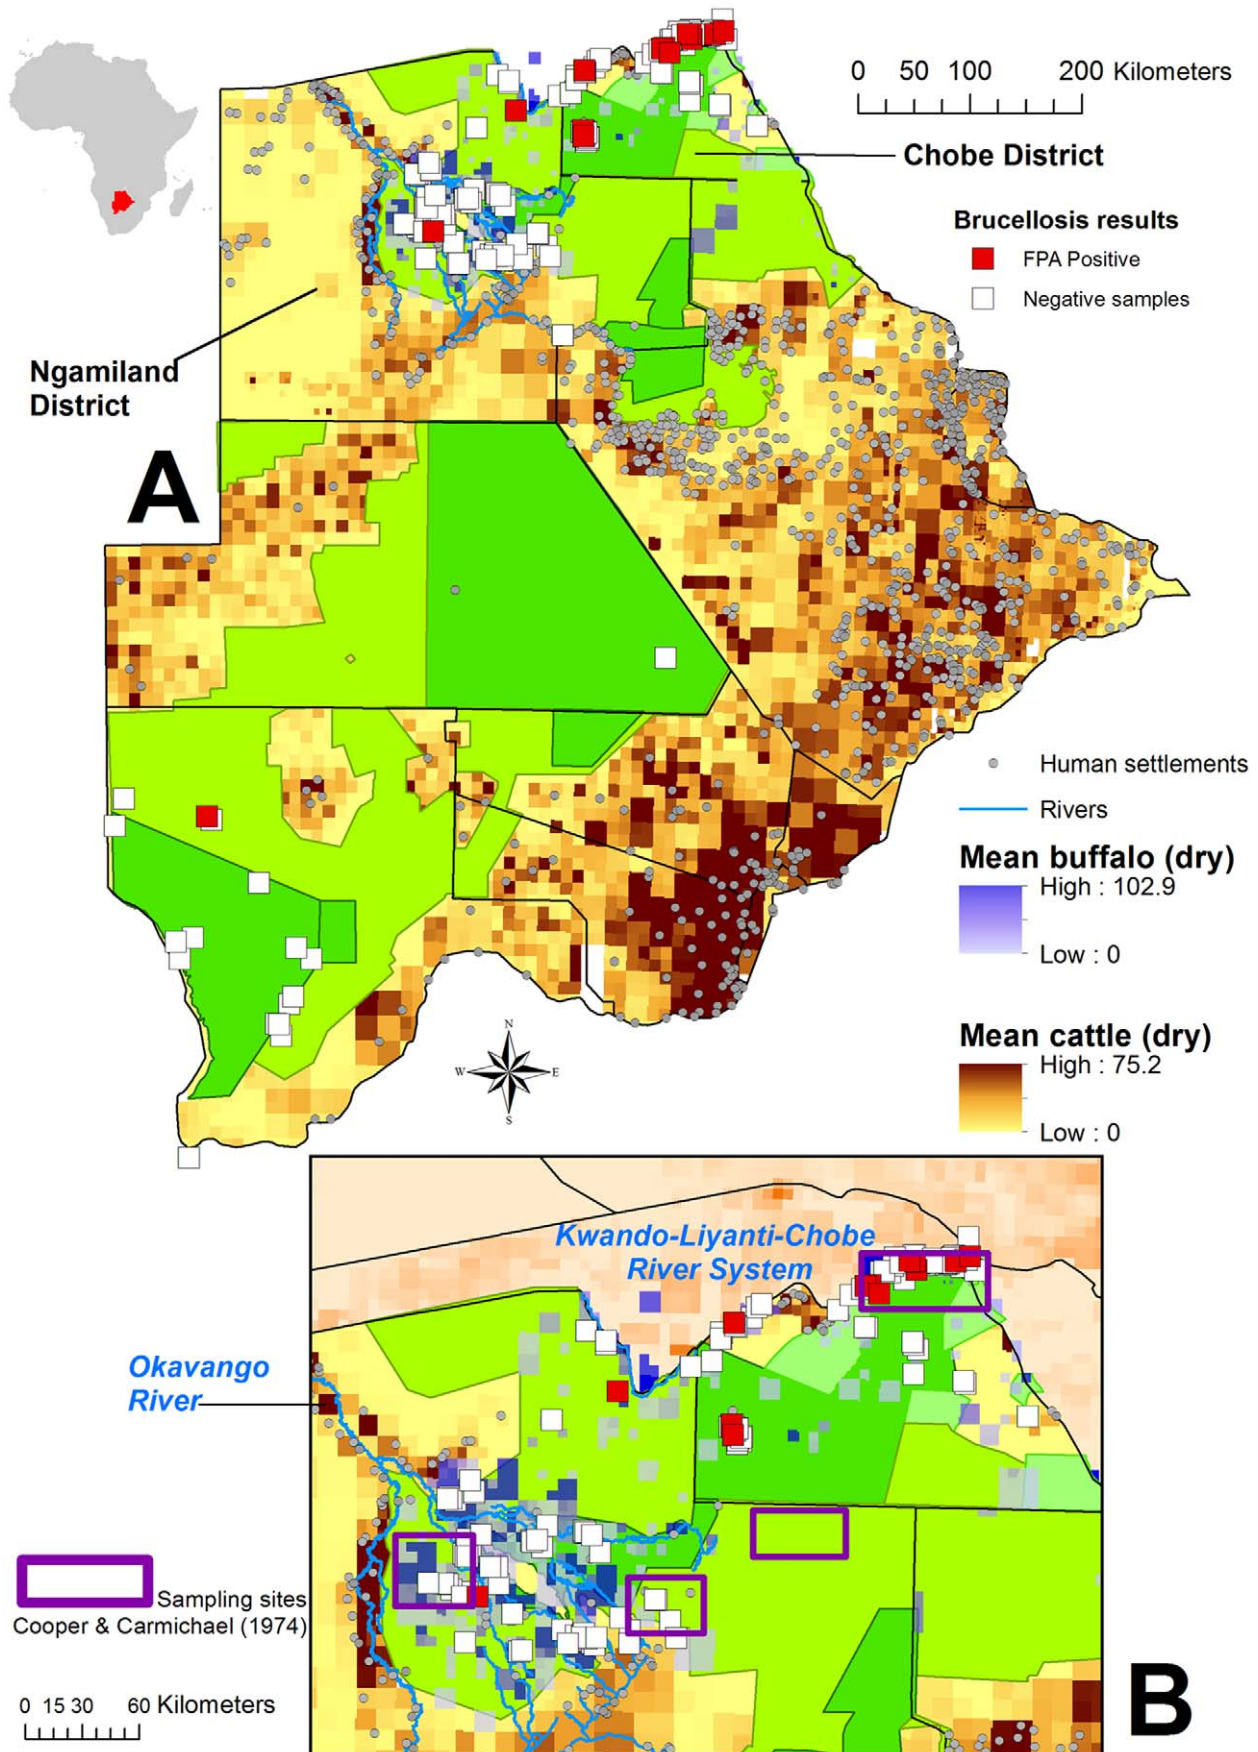 0 50 100 200 Kilometers
Chobe District
Brucellosis results
FPA Positive
Negative samples
Ngamiland
District
A
Human settlements
Rivers
Mean buffalo (dry)
High : 102.9
Low : 0
Mean cattle (dry)
High : 75.2
Low : 0
N
W E
S
Kwando-Liyanti-Chobe
River System
Okavango
River
Sampling sites
Cooper & Carmichael (1974)
0 15 30 60 Kilometers
B